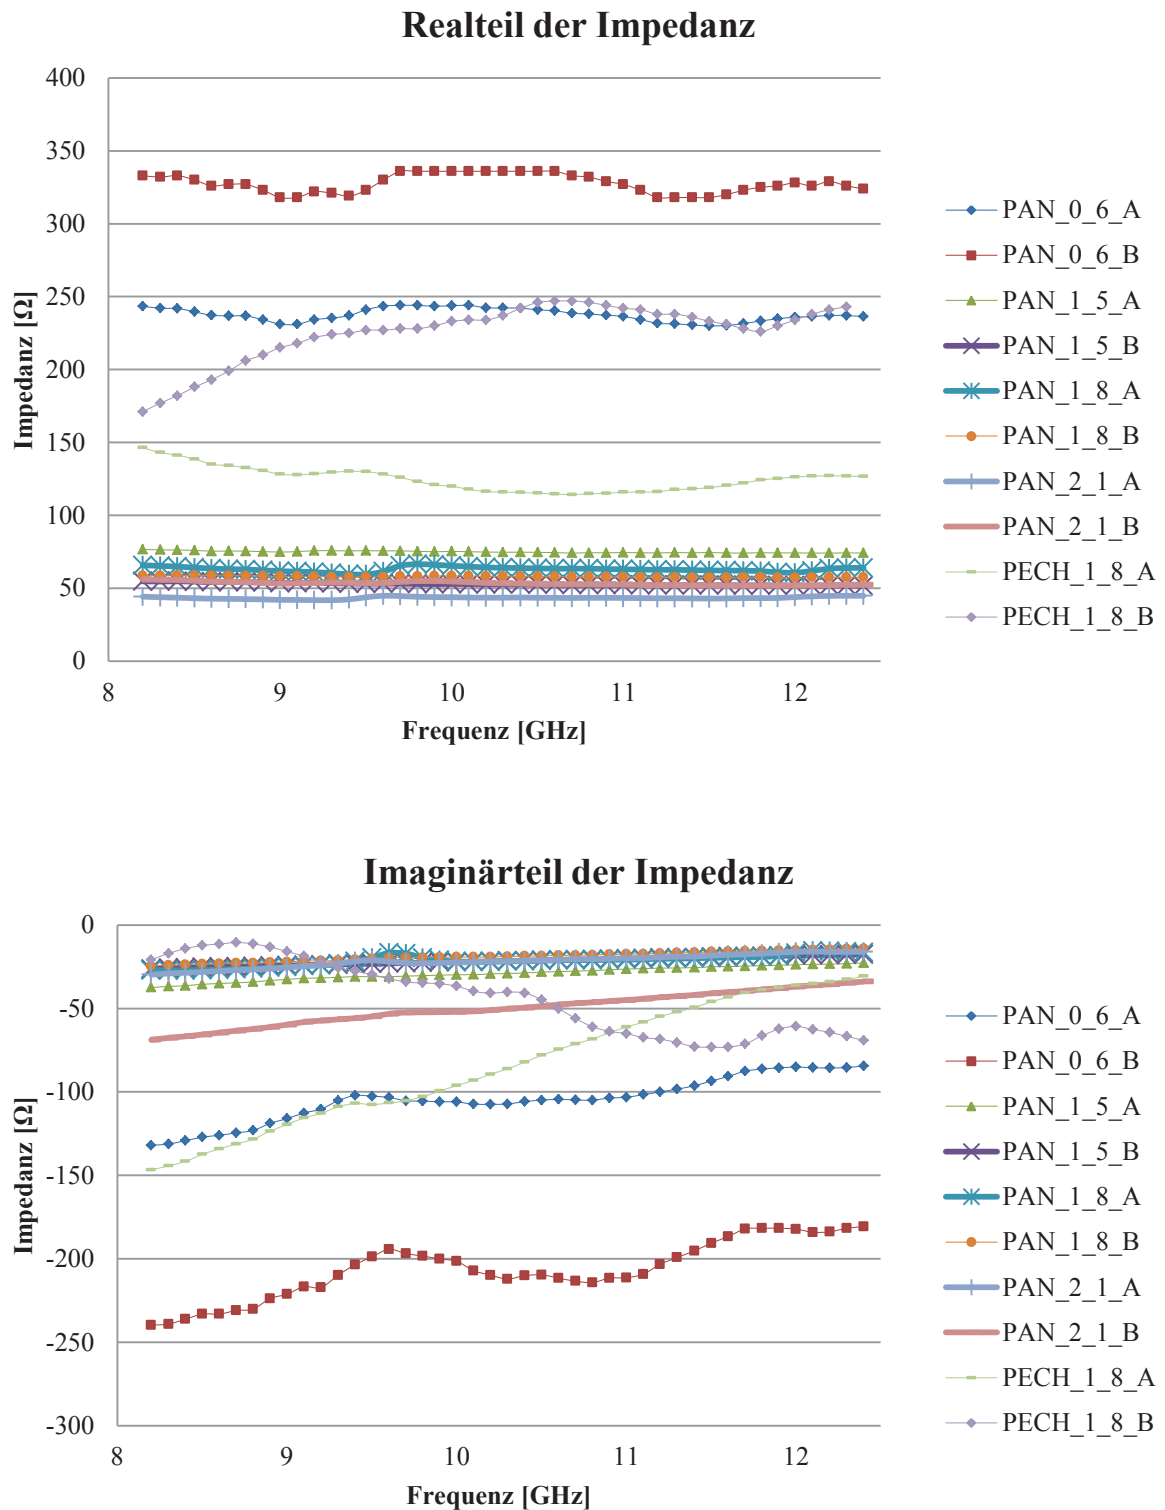 Realteil der Impedanz
400
350
300
250
200
150
100
50
0
Impedanz [Ω]
8
9
10
11
12
Frequenz [GHz]
PAN_0_6_A
PAN_0_6_B
PAN_1_5_A
PAN_1_5_B
PAN_1_8_A
PAN_1_8_B
PAN_2_1_A
PAN_2_1_B
PECH_1_8_A
PECH_1_8_B
Imaginärteil der Impedanz
0
-50
-100
-150
-200
-250
-300
Impedanz [Ω]
8
9
10
11
12
Frequenz [GHz]
PAN_0_6_A
PAN_0_6_B
PAN_1_5_A
PAN_1_5_B
PAN_1_8_A
PAN_1_8_B
PAN_2_1_A
PAN_2_1_B
PECH_1_8_A
PECH_1_8_B